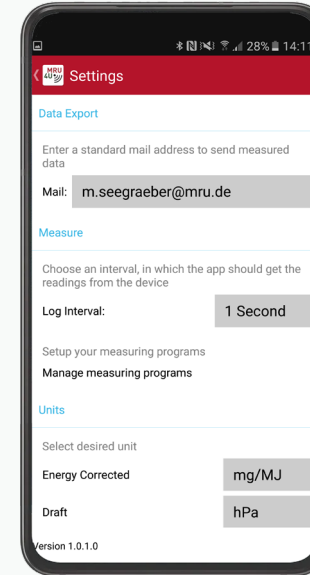 28% 14:11
MRU 4U Settings
Data Export
Enter a standard mail address to send measured
data
Mail: m.seegraeber@mru.de
Measure
Choose an interval, in which the app should get the
readings from the device
Log Interval: 1 Second
Setup your measuring programs
Manage measuring programs
Units
Select desired unit
Energy Corrected mg/MJ
Draft hPa
Version 1.0.1.0